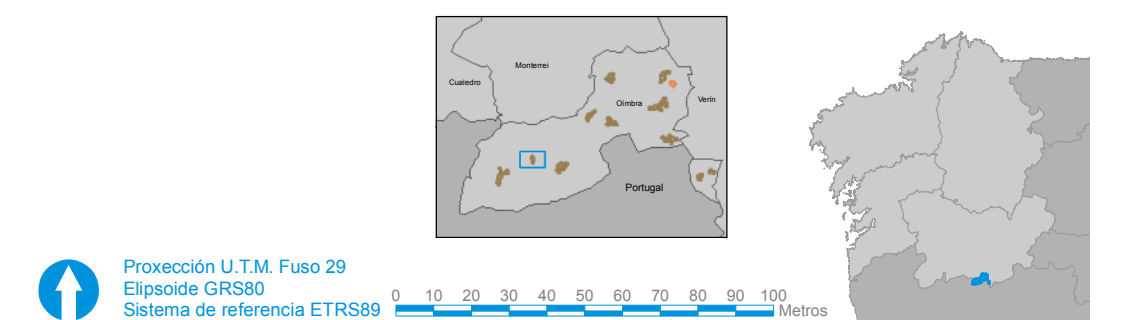 Monterrei
Cualedro
Oímbra
Verín
Portugal
Proxección U.T.M. Fuso 29
Elipsoide GRS80
Sistema de referencia ETRS89
0 10 20 30 40 50 60 70 80 90 100
Metros